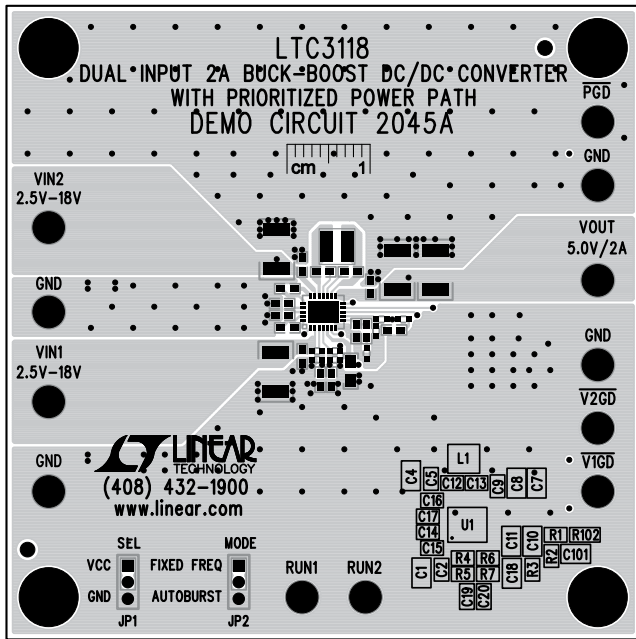 LTC3118
DUAL INPUT 2A BUCK-BOOST DC/DC CONVERTER
WITH PRIORITIZED POWER PATH
DEMO CIRCUIT 2045A
cm 1
PGD
GND
VIN2
2.5V-18V
VOUT
5.0V/2A
GND
VIN1
2.5V-18V
GND
V2GD
V1GD
GND
LINEAR
TECHNOLOGY
(408) 432-1900
www.linear.com
L1
C4 C5 C12 C13 C9 C8 C7
C16
C17
C14
C15
U1
C11 C10 R1 R102
C1 C2 R4 R6 R2 C101
R5 R7 C18 R3
C19 C20
SEL
VCC
GND
JP1
MODE
FIXED FREQ
AUTOBURST
JP2
RUN1 RUN2